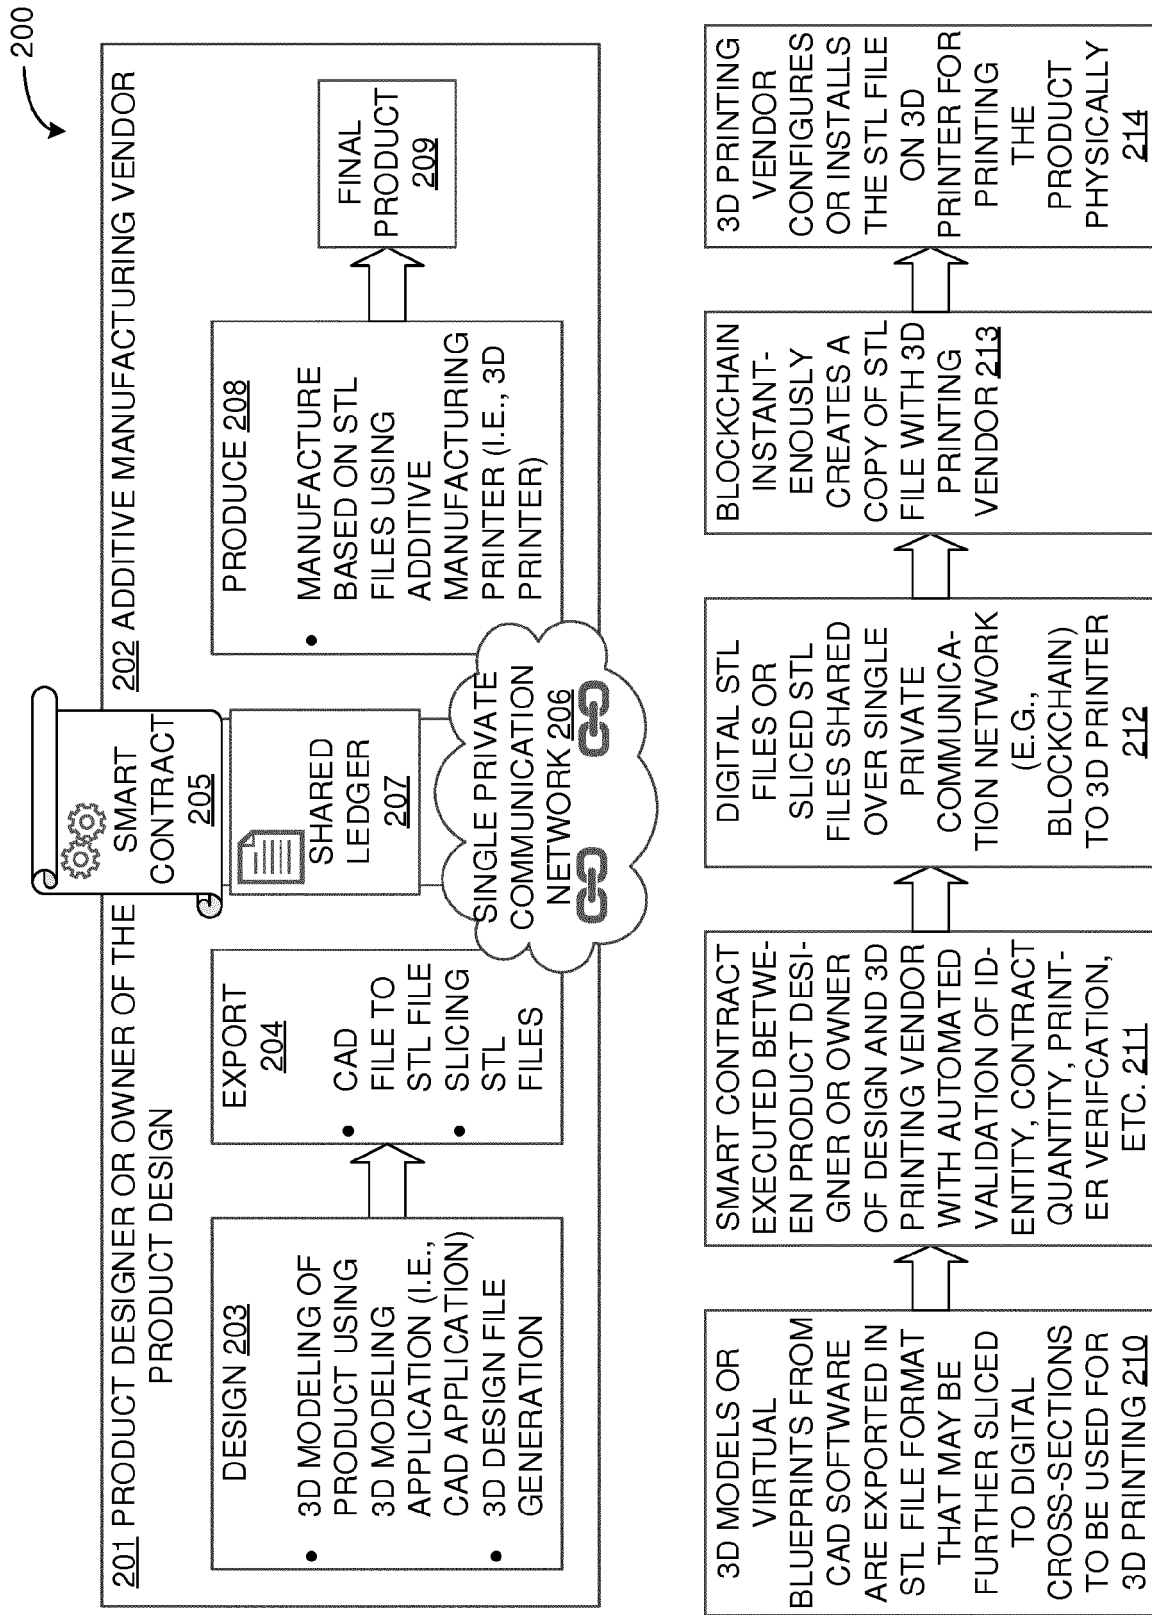 200
201 PRODUCT DESIGNER OR OWNER OF THE
PRODUCT DESIGN
202 ADDITIVE MANUFACTURING VENDOR
SMART
CONTRACT
205
SHARED
LEDGER
207
SINGLE PRIVATE
COMMUNICATION
NETWORK 206
DESIGN 203
• 3D MODELING OF
PRODUCT USING
3D MODELING
APPLICATION (I.E.,
CAD APPLICATION)
• 3D DESIGN FILE
GENERATION
EXPORT
204
• CAD
FILE TO
STL FILE
• SLICING
STL
FILES
PRODUCE 208
• MANUFACTURE
BASED ON STL
FILES USING
ADDITIVE
MANUFACTURING
PRINTER (I.E., 3D
PRINTER)
FINAL
PRODUCT
209
3D MODELS OR
VIRTUAL
BLUEPRINTS FROM
CAD SOFTWARE
ARE EXPORTED IN
STL FILE FORMAT
THAT MAY BE
FURTHER SLICED
TO DIGITAL
CROSS-SECTIONS
TO BE USED FOR
3D PRINTING 210
SMART CONTRACT
EXECUTED BETWE-
EN PRODUCT DESI-
GNER OR OWNER
OF DESIGN AND 3D
PRINTING VENDOR
WITH AUTOMATED
VALIDATION OF ID-
ENTITY, CONTRACT
QUANTITY, PRINT-
ER VERIFCATION,
ETC. 211
DIGITAL STL
FILES OR
SLICED STL
FILES SHARED
OVER SINGLE
PRIVATE
COMMUNICA-
TION NETWORK
(E.G.,
BLOCKCHAIN)
TO 3D PRINTER
212
BLOCKCHAIN
INSTANT-
ENOUSLY
CREATES A
COPY OF STL
FILE WITH 3D
PRINTING
VENDOR 213
3D PRINTING
VENDOR
CONFIGURES
OR INSTALLS
THE STL FILE
ON 3D
PRINTER FOR
PRINTING
THE
PRODUCT
PHYSICALLY
214